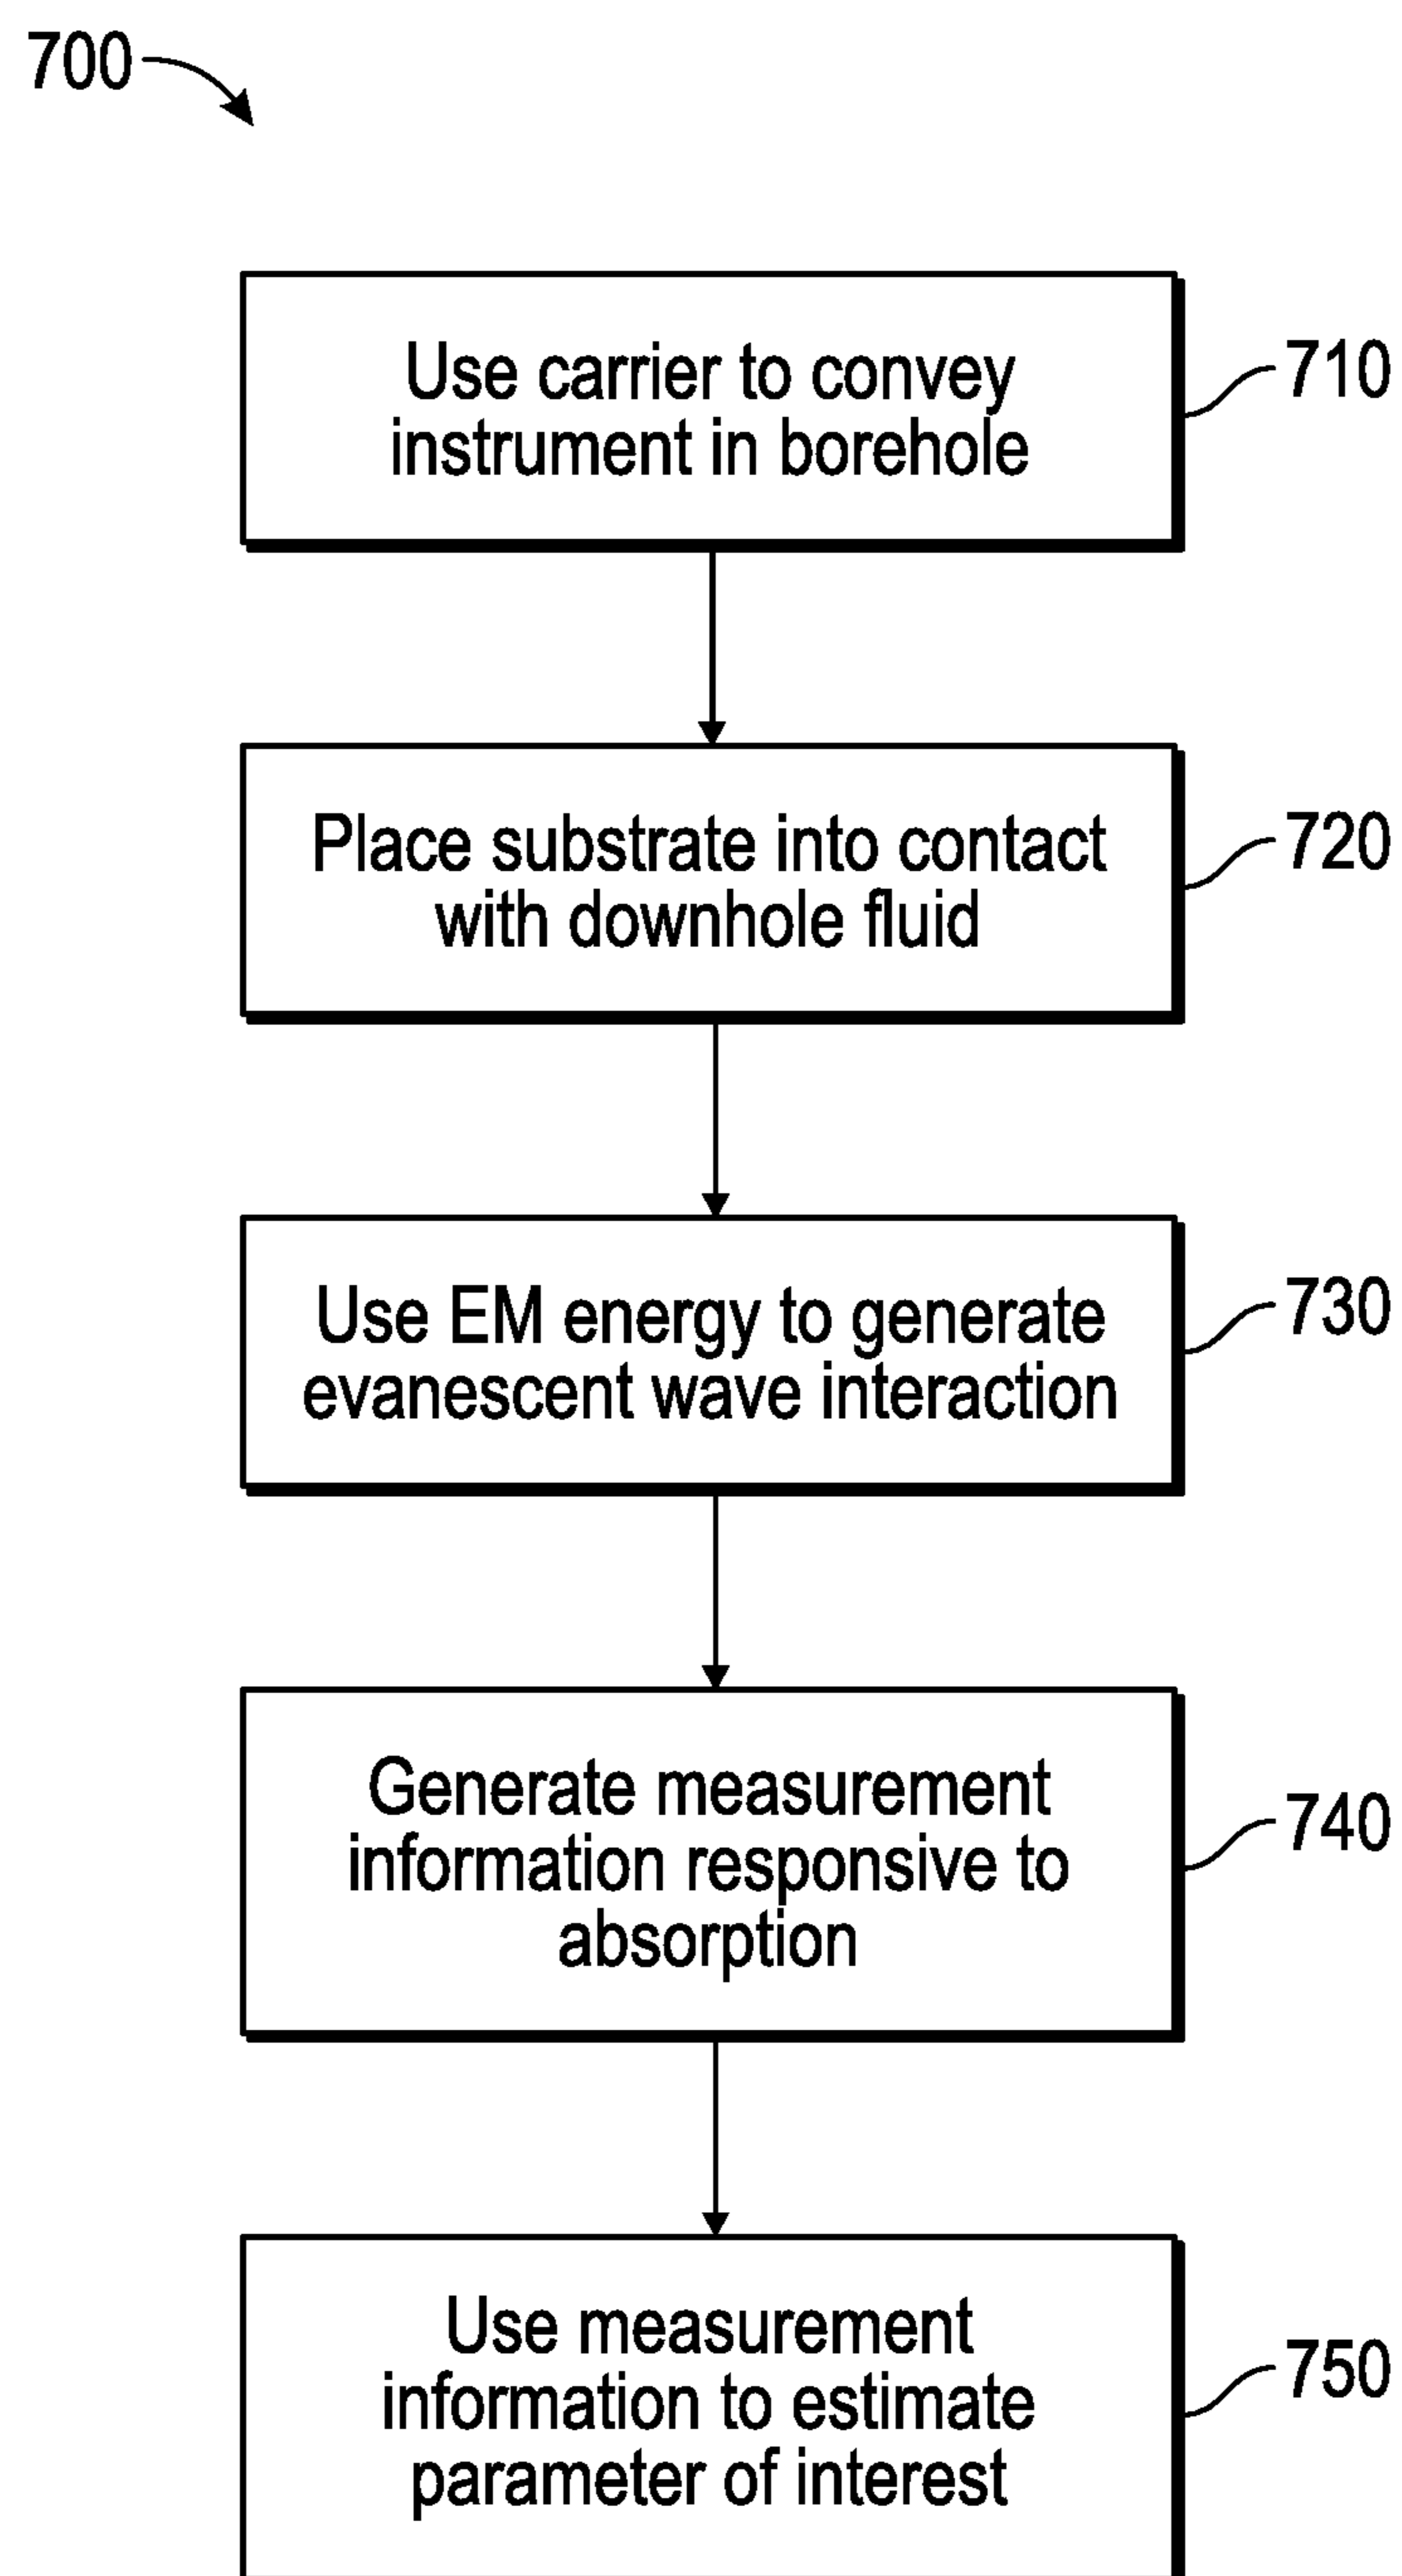 700
Use carrier to convey
instrument in borehole
710
Place substrate into contact
with downhole fluid
720
Use EM energy to generate
evanescent wave interaction
730
Generate measurement
information responsive to
absorption
740
Use measurement
information to estimate
parameter of interest
750